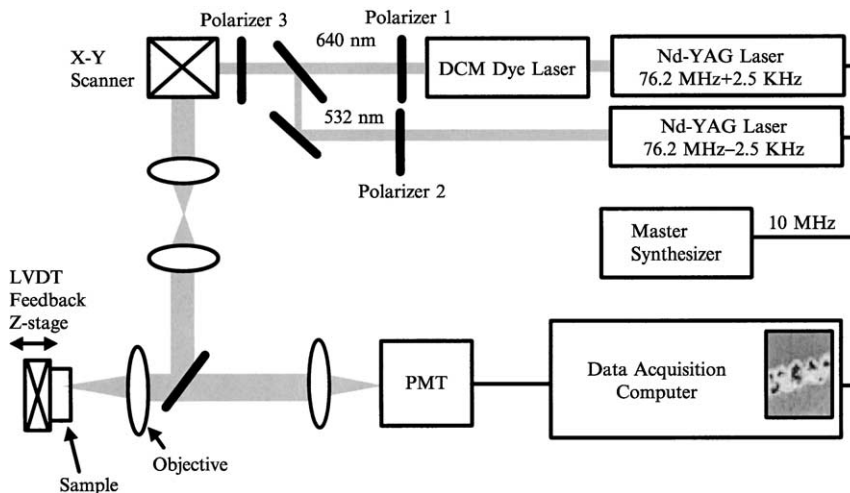 Polarizer 3
Polarizer 1
640 nm
X-Y
Scanner
DCM Dye Laser
Nd-YAG Laser
76.2 MHz+2.5 KHz
532 nm
Nd-YAG Laser
76.2 MHz–2.5 KHz
Polarizer 2
10 MHz
Master
Synthesizer
LVDT
Feedback
Z-stage
PMT
Data Acquisition
Computer
Objective
Sample